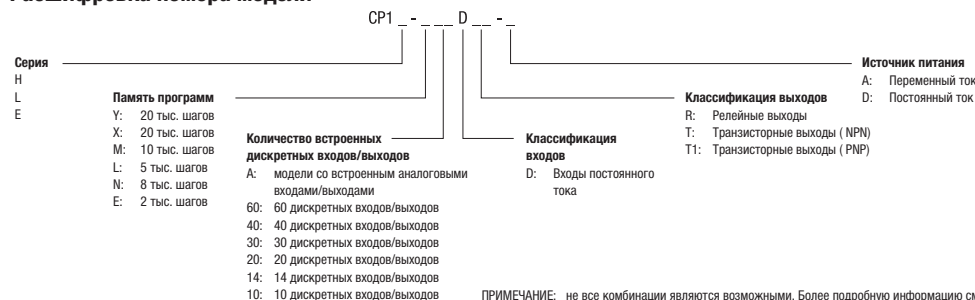 CP1 _ - _ _ _ D _ _ - _
Серия
H
L
E
Память программ
Y: 20 тыс. шагов
X: 20 тыс. шагов
M: 10 тыс. шагов
L: 5 тыс. шагов
N: 8 тыс. шагов
E: 2 тыс. шагов
Количество встроенных
дискретных входов/выходов
A: модели со встроенным аналоговыми
входами/выходами
60: 60 дискретных входов/выходов
40: 40 дискретных входов/выходов
30: 30 дискретных входов/выходов
20: 20 дискретных входов/выходов
14: 14 дискретных входов/выходов
10: 10 дискретных входов/выходов
Классификация
входов
D: Входы постоянного
тока
Классификация выходов
R: Релейные выходы
T: Транзисторные выходы ( NPN)
T1: Транзисторные выходы ( PNP)
Источник питания
A: Переменный ток
D: Постоянный ток
ПРИМЕЧАНИЕ: не все комбинации являются возможными. Более подробную информацию см